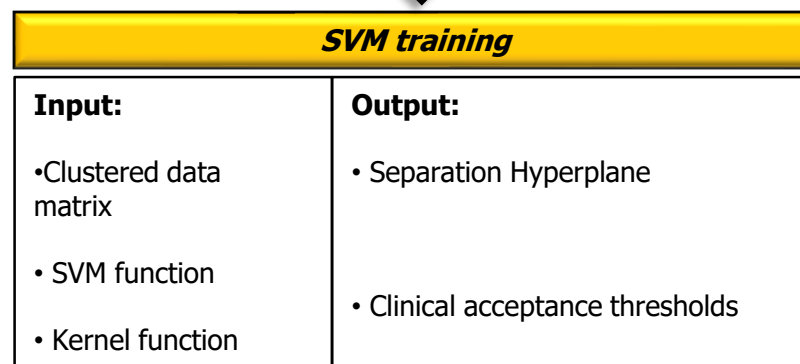 SVM training
Input:
•Clustered data
matrix
• SVM function
• Kernel function
Output:
• Separation Hyperplane
• Clinical acceptance thresholds